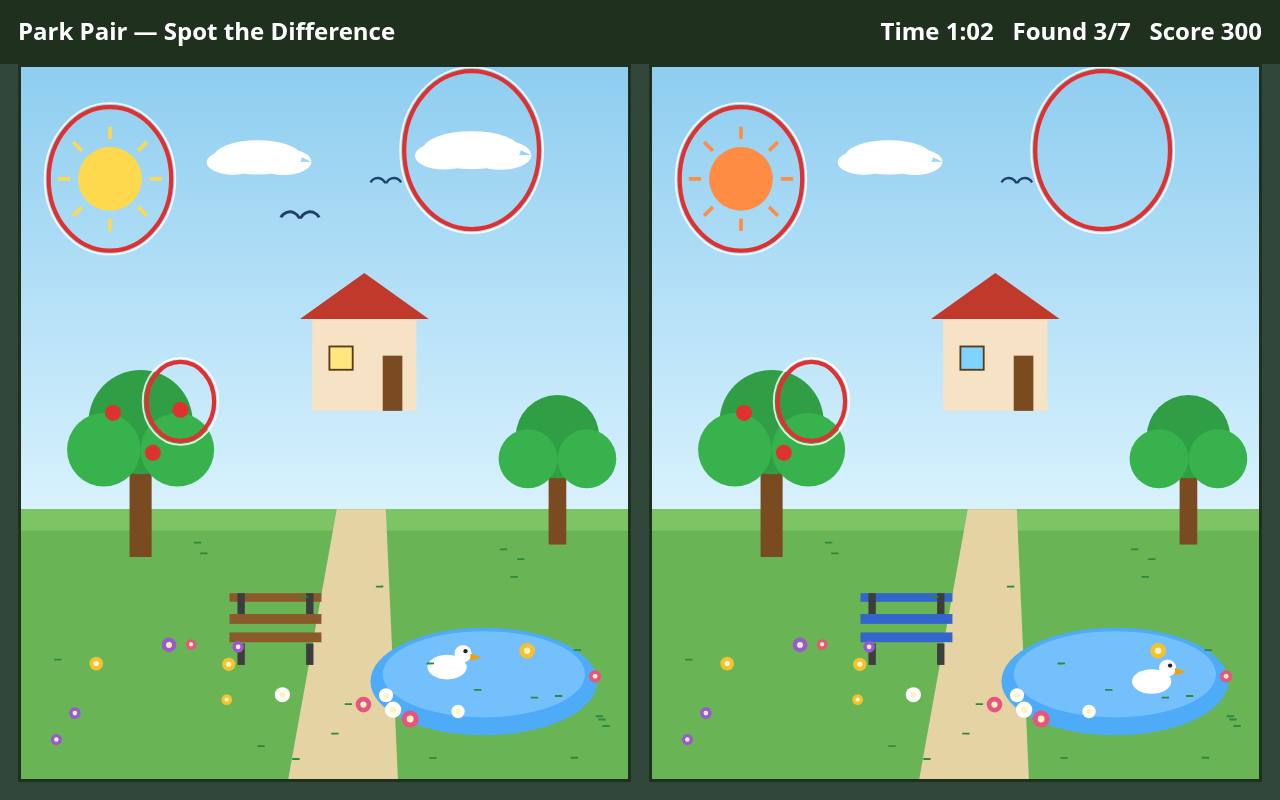 Park Pair — Spot the Difference
Time 1:02 Found 3/7 Score 300